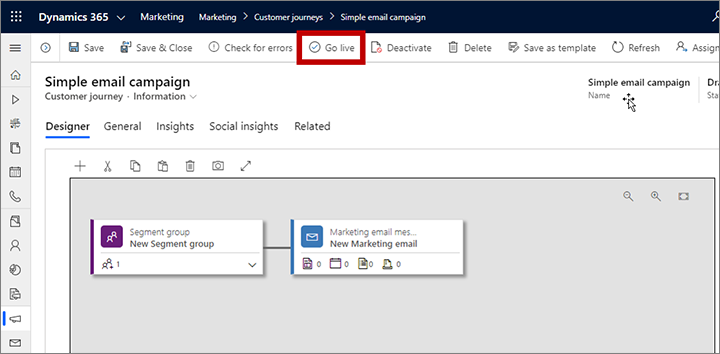 Dynamics 365 Marketing Marketing > Customer journeys > Simple email campaign
Save Save & Close Check for errors Go live Deactivate Delete Save as template Refresh Assign
Simple email campaign
Customer journey · Information
Simple email campaign Dra
Name Sta
Designer General Insights Social insights Related
Segment group
New Segment group
1
Marketing email mes...
New Marketing email
0 0 0 0